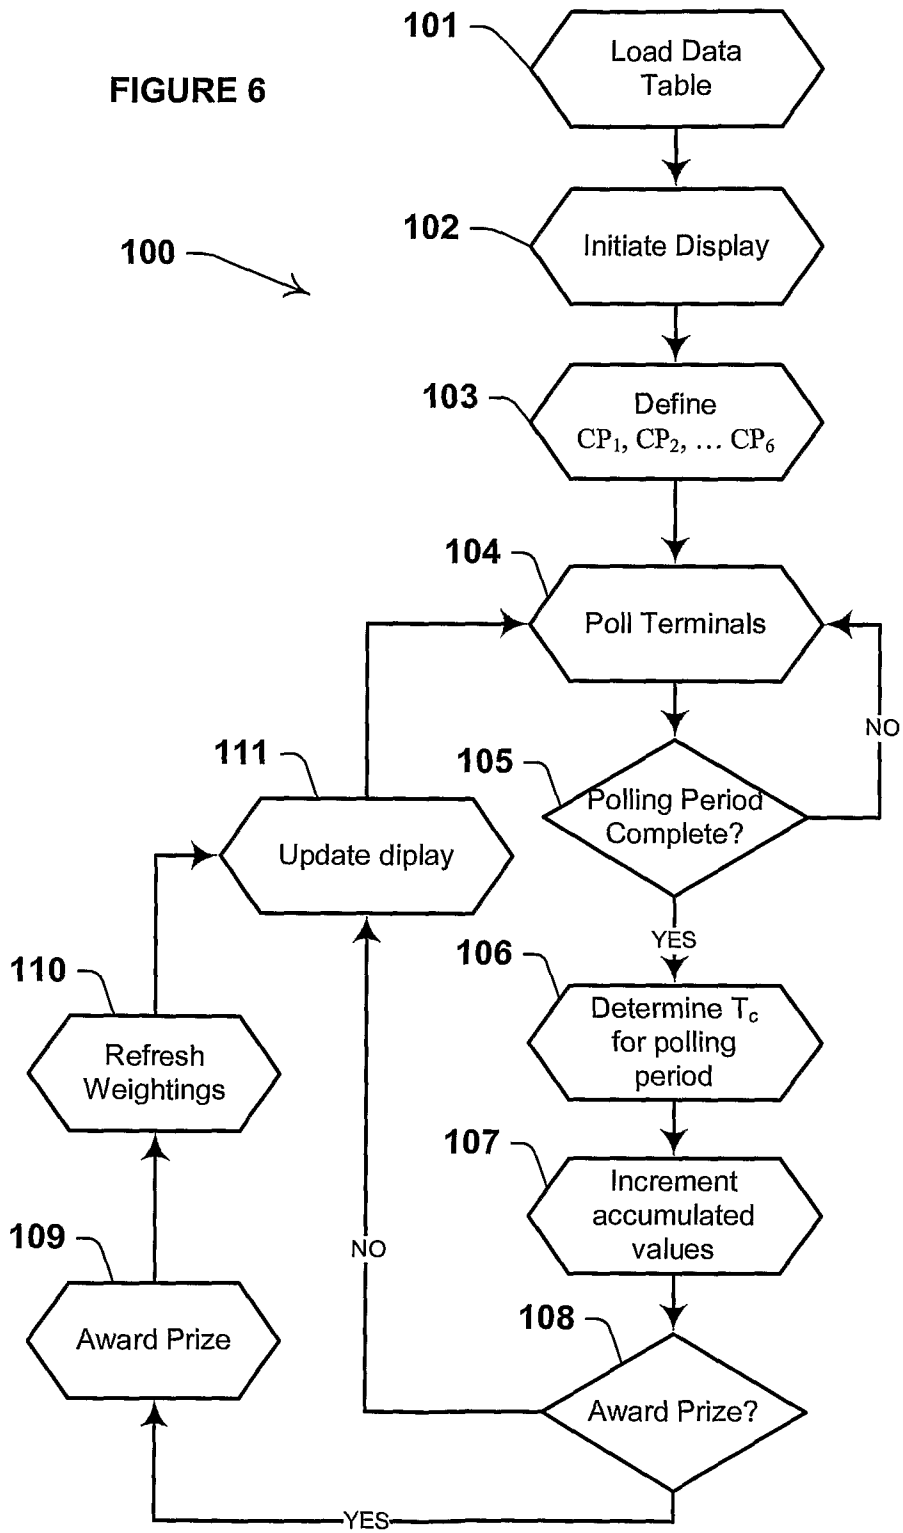 FIGURE 6
100
101
Load Data
Table
102
Initiate Display
103
Define
CP₁, CP₂, ... CP₆
104
Poll Terminals
NO
105
Polling Period
Complete?
YES
106
Determine T꜀
for polling
period
107
Increment
accumulated
values
108
Award Prize?
NO
YES
109
Award Prize
110
Refresh
Weightings
111
Update diplay